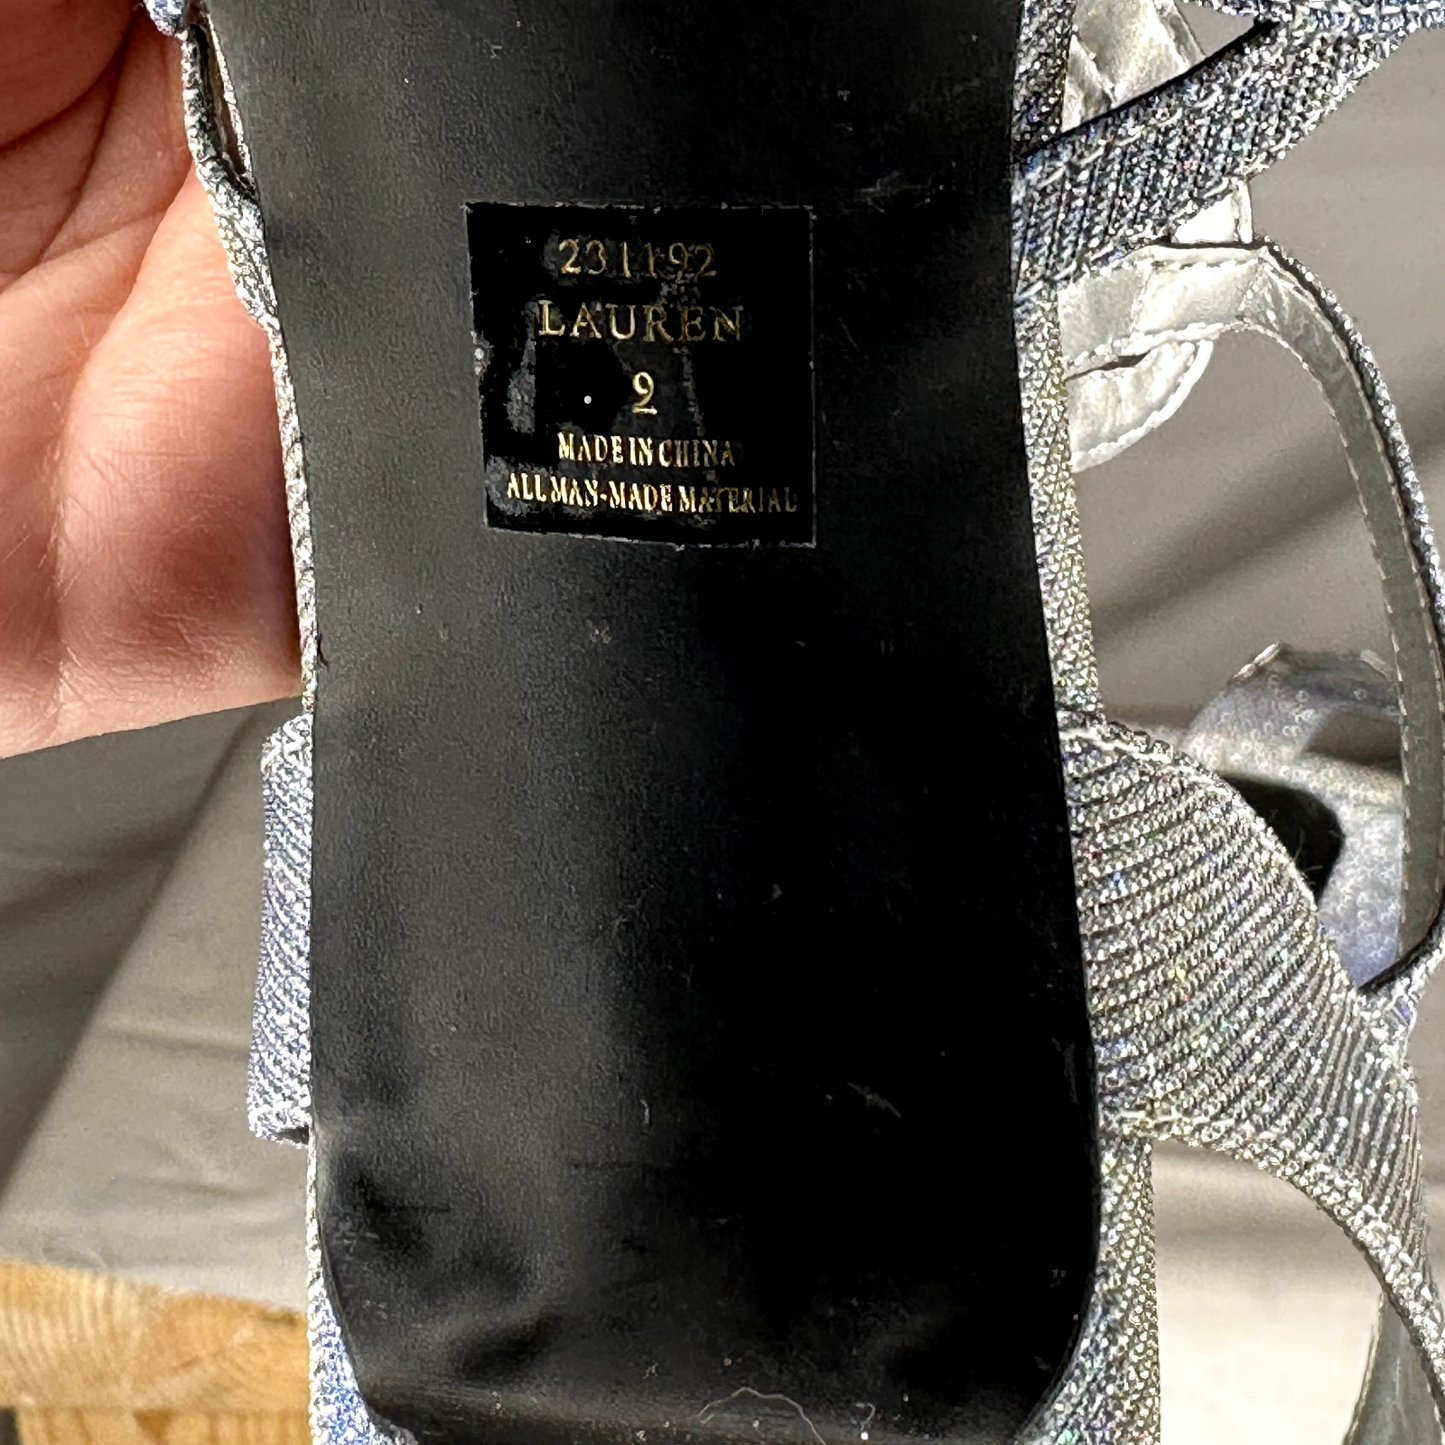 231192
LAUREN
9
MADE IN CHINA
ALL MAN-MADE MATERIAL